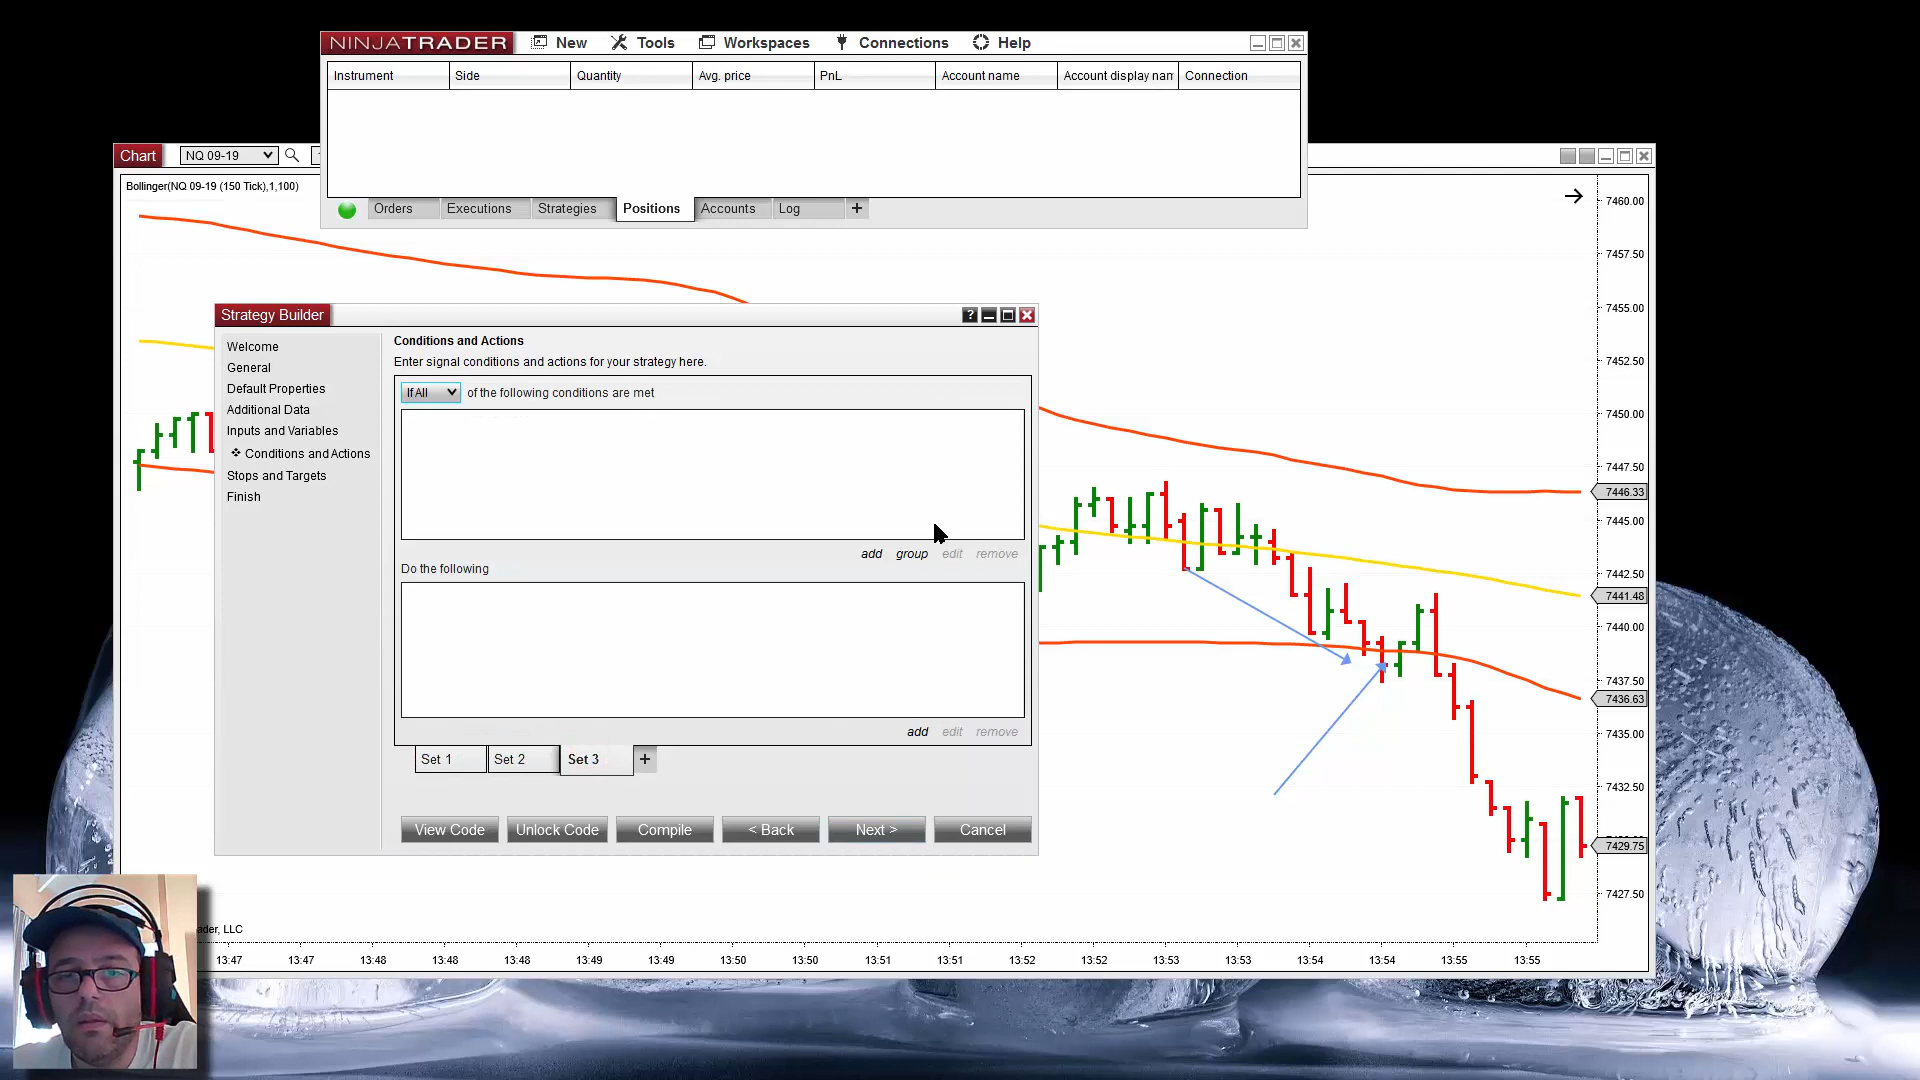 NINJATRADER New Tools Workspaces Connections Help
Instrument Side Quantity Avg. price PnL Account name Account display nam Connection
Orders Executions Strategies Positions Accounts Log +
Chart NQ 09-19
Bollinger(NQ 09-19 (150 Tick),1,100)
7460.00
7457.50
7455.00
7452.50
7450.00
7447.50
7446.33
7445.00
7442.50
7441.48
7440.00
7437.50
7436.63
7435.00
7432.50
7429.75
7427.50
Strategy Builder ?
Welcome
General
Default Properties
Additional Data
Inputs and Variables
Conditions and Actions
Stops and Targets
Finish
Conditions and Actions
Enter signal conditions and actions for your strategy here.
If All of the following conditions are met
add group edit remove
Do the following
add edit remove
Set 1 Set 2 Set 3 +
View Code Unlock Code Compile < Back Next > Cancel
ader, LLC
13:47 13:47 13:48 13:48 13:48 13:49 13:49 13:50 13:50 13:51 13:51 13:52 13:52 13:53 13:53 13:54 13:54 13:55 13:55